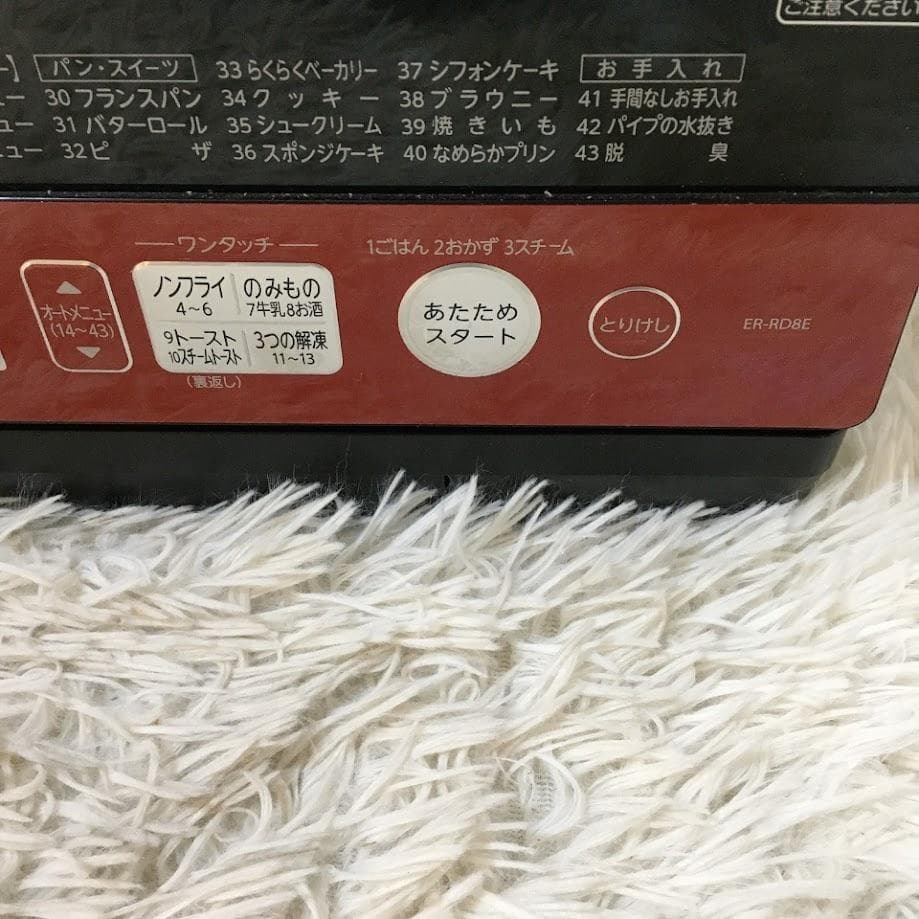 ご注意ください
ー】 パン・スイーツ 33 らくらくベーカリー 37 シフォンケーキ お手入れ
ュー 30 フランスパン 34 クッキー 38 ブラウニー 41 手間なしお手入れ
ュー 31 バターロール 35 シュークリーム 39 焼きいも 42 パイプの水抜き
ニュー 32 ピザ 36 スポンジケーキ 40 なめらかプリン 43 脱臭
ワンタッチ
1ごはん 2おかず 3スチーム
オートメニュー
(14~43)
ノンフライ
4~6
のみもの
7牛乳8お酒
9トースト
10スチームトースト
3つの解凍
11~13
(裏返し)
あたため
スタート
とりけし
ER-RD8E